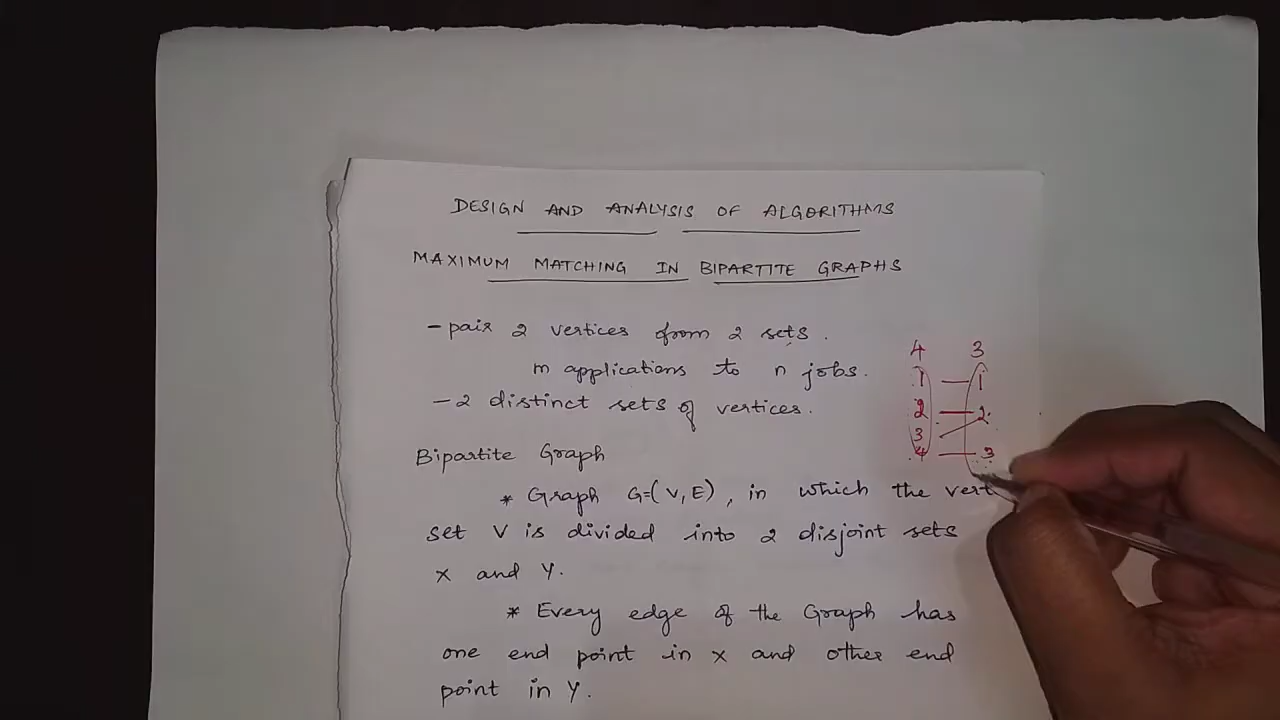 DESIGN AND ANALYSIS OF ALGORITHMS
MAXIMUM MATCHING IN BIPARTITE GRAPHS
- pair 2 vertices from 2 sets.
m applications to n jobs.
- 2 distinct sets of vertices.
4 3
1 — 1
2 — 2
3
4 — 3
Bipartite Graph
* Graph G=(V,E), in which the vert
set V is divided into 2 disjoint sets
X and Y.
* Every edge of the Graph has
one end point in X and other end
point in Y.